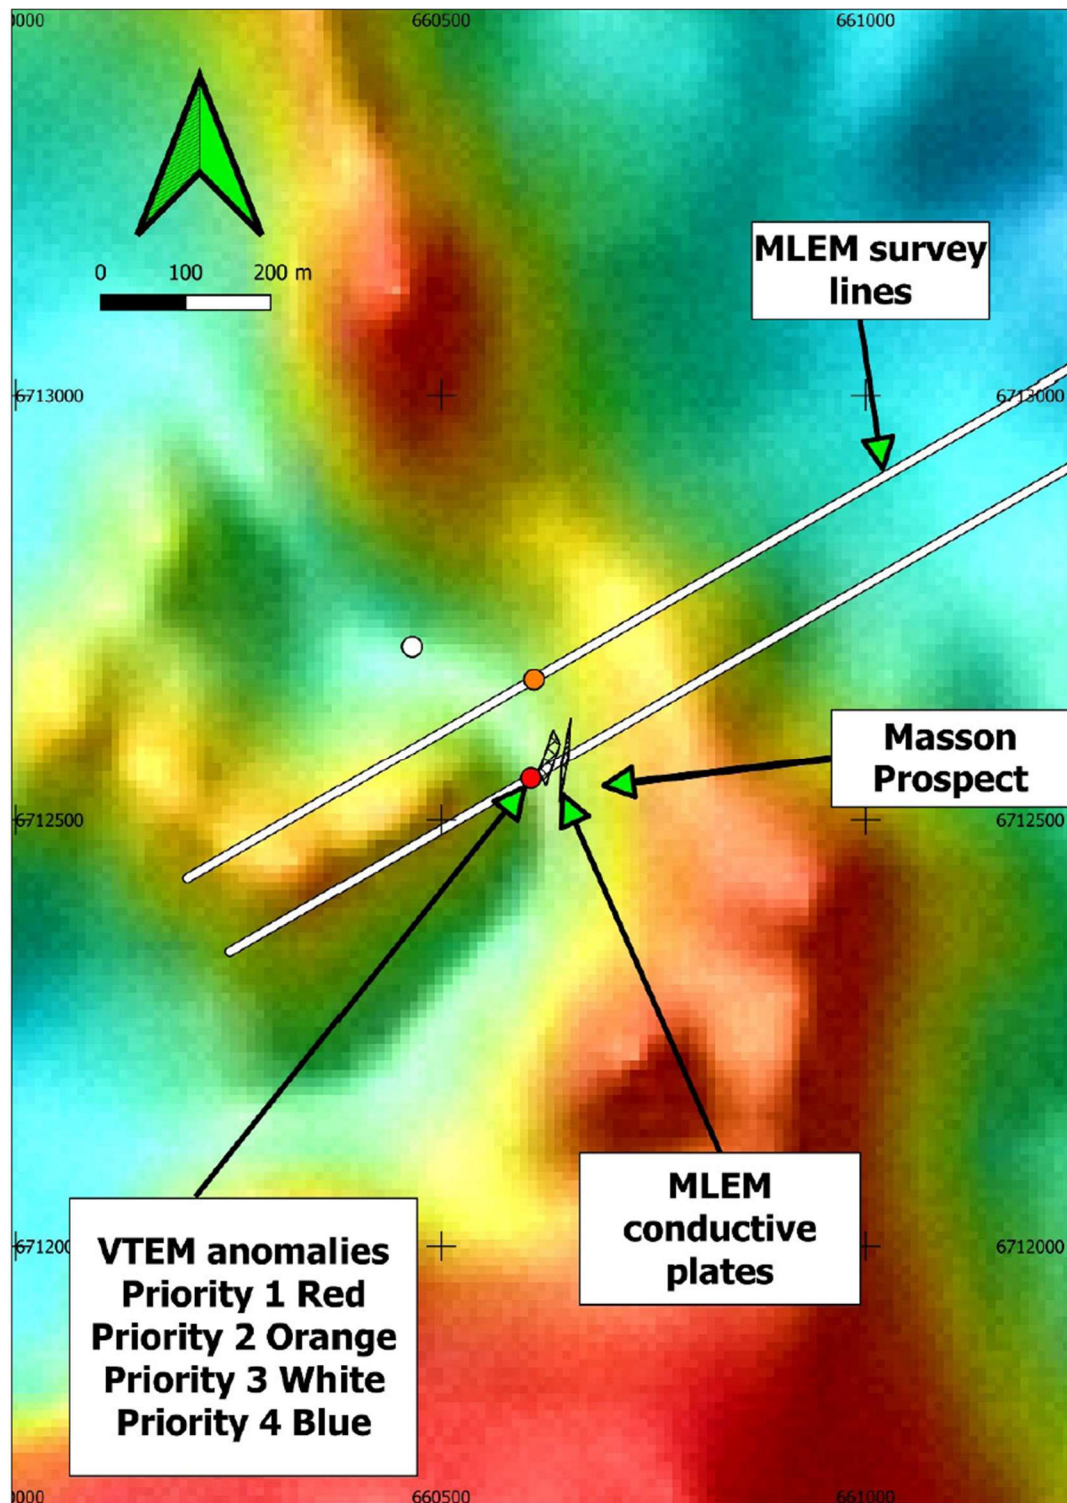 0000 660500 661000
0 100 200 m
MLEM survey
lines
6713000 6713000
Masson
Prospect
6712500 6712500
MLEM
conductive
plates
6712000
VTEM anomalies
Priority 1 Red
Priority 2 Orange
Priority 3 White
Priority 4 Blue
660500 661000